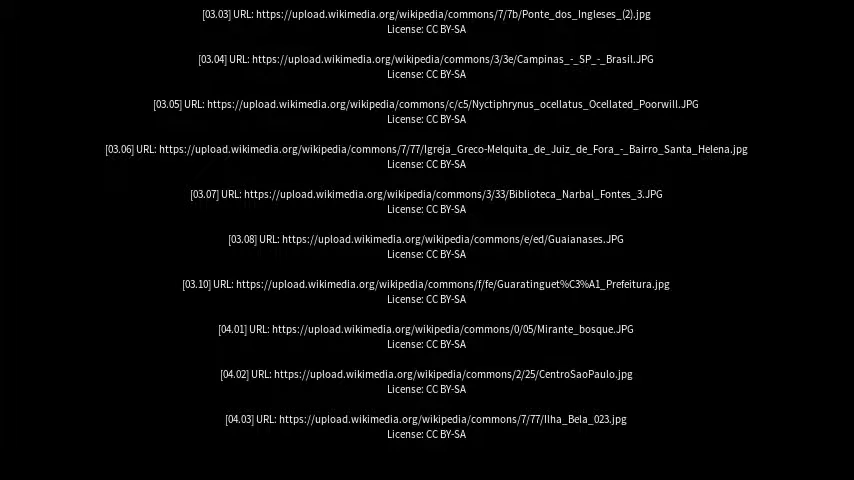 [03.03] URL: https://upload.wikimedia.org/wikipedia/commons/7/7b/Ponte_dos_Ingleses_(2).jpg
License: CC BY-SA
[03.04] URL: https://upload.wikimedia.org/wikipedia/commons/3/3e/Campinas_-_SP_-_Brasil.JPG
License: CC BY-SA
[03.05] URL: https://upload.wikimedia.org/wikipedia/commons/c/c5/Nyctiphrynus_ocellatus_Ocellated_Poorwill.JPG
License: CC BY-SA
[03.06] URL: https://upload.wikimedia.org/wikipedia/commons/7/77/Igreja_Greco-Melquita_de_Juiz_de_Fora_-_Bairro_Santa_Helena.jpg
License: CC BY-SA
[03.07] URL: https://upload.wikimedia.org/wikipedia/commons/3/33/Biblioteca_Narbal_Fontes_3.JPG
License: CC BY-SA
[03.08] URL: https://upload.wikimedia.org/wikipedia/commons/e/ed/Guaianases.JPG
License: CC BY-SA
[03.10] URL: https://upload.wikimedia.org/wikipedia/commons/f/fe/Guaratinguet%C3%A1_Prefeitura.jpg
License: CC BY-SA
[04.01] URL: https://upload.wikimedia.org/wikipedia/commons/0/05/Mirante_bosque.JPG
License: CC BY-SA
[04.02] URL: https://upload.wikimedia.org/wikipedia/commons/2/25/CentroSaoPaulo.jpg
License: CC BY-SA
[04.03] URL: https://upload.wikimedia.org/wikipedia/commons/7/77/Ilha_Bela_023.jpg
License: CC BY-SA